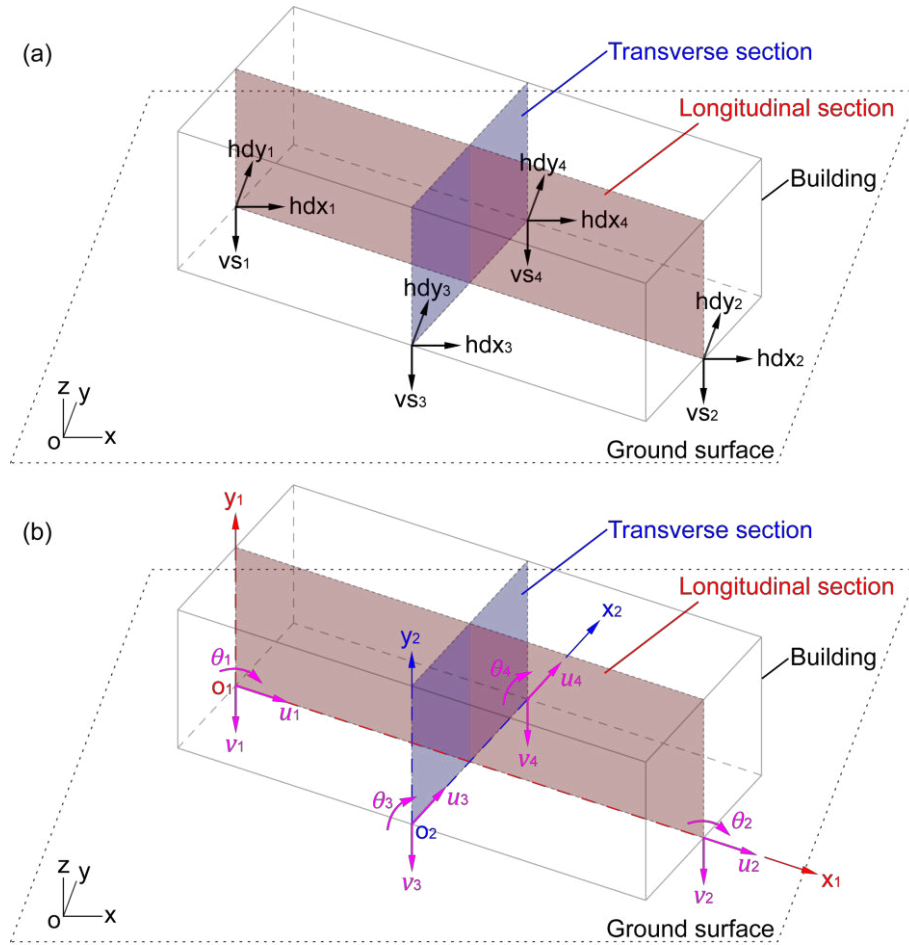 (a)
Transverse section
Longitudinal section
hdy1
hdy4
Building
hdx1
hdx4
vs1
vs4
hdy3
hdy2
hdx3
hdx2
vs3
vs2
z
y
o
x
Ground surface
(b)
y1
Transverse section
Longitudinal section
x2
y2
Building
θ1
θ4
u4
o1
u1
v1
v4
θ3
u3
θ2
o2
u2
v3
v2
x1
z
y
o
x
Ground surface